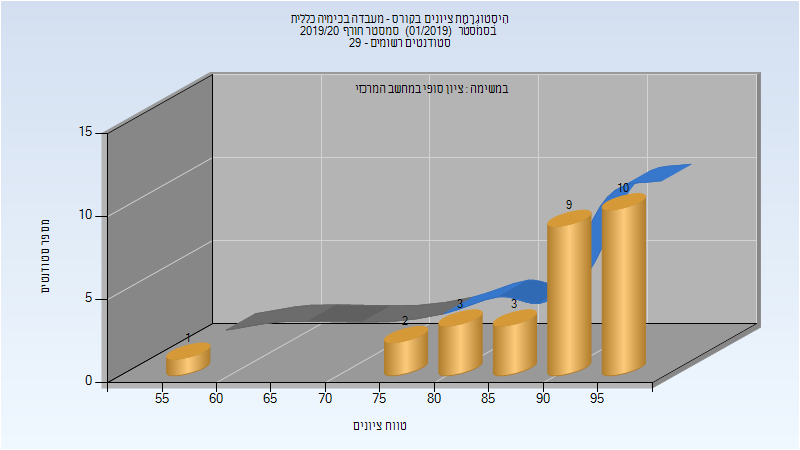 היסטוגרמת ציונים בקורס - מעבדה בכימיה כללית
בסמסטר (01/2019) סמסטר חורף 2019/20
סטודנטים רשומים - 29
במשימה : ציון סופי במחשב המרכזי
מספר סטודנטים
15
10
5
0
1
2
3
3
9
10
55 60 65 70 75 80 85 90 95
טווח ציונים